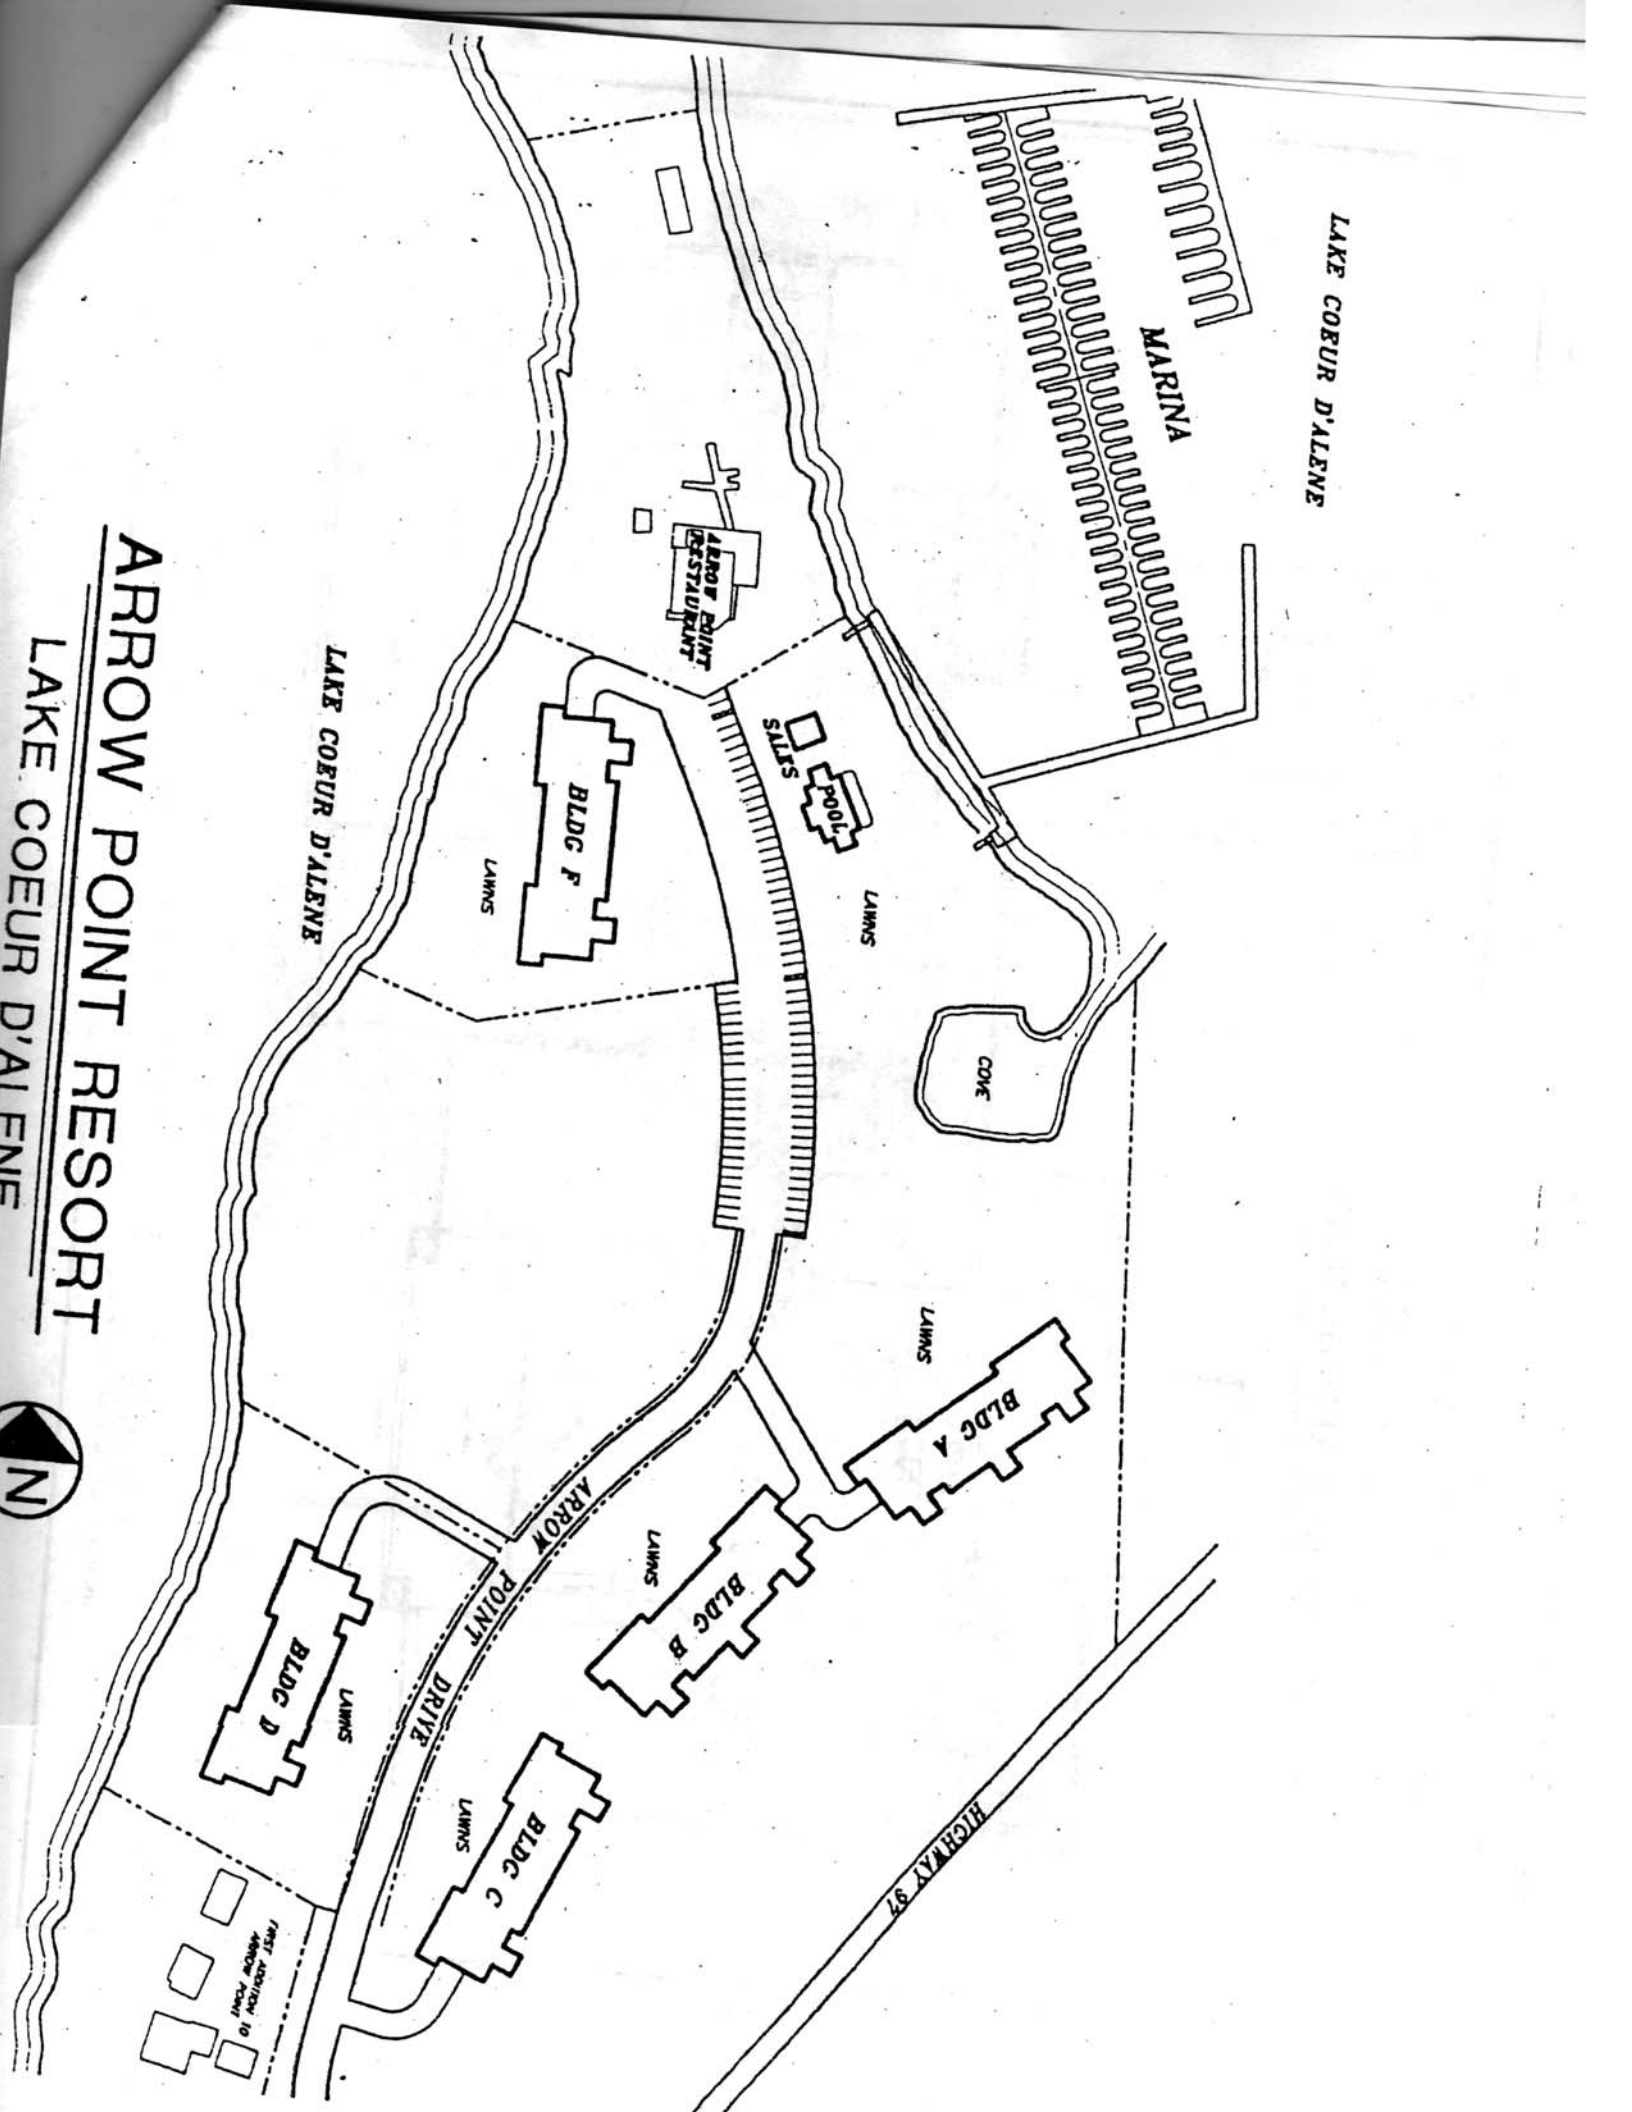 LAKE COEUR D'ALENE
MARINA
ARROW POINT
RESTAURANT
SALES
POOL
LAWNS
COVE
BLDG F
LAWNS
LAKE COEUR D'ALENE
LAWNS
BLDG A
LAWNS
BLDG B
ARROW POINT DRIVE
BLDG D
LAWNS
BLDG C
LAWNS
HIGHWAY 97
FIRST ADDITION TO
ARROW POINT
ARROW POINT RESORT
LAKE COEUR D'ALENE
N